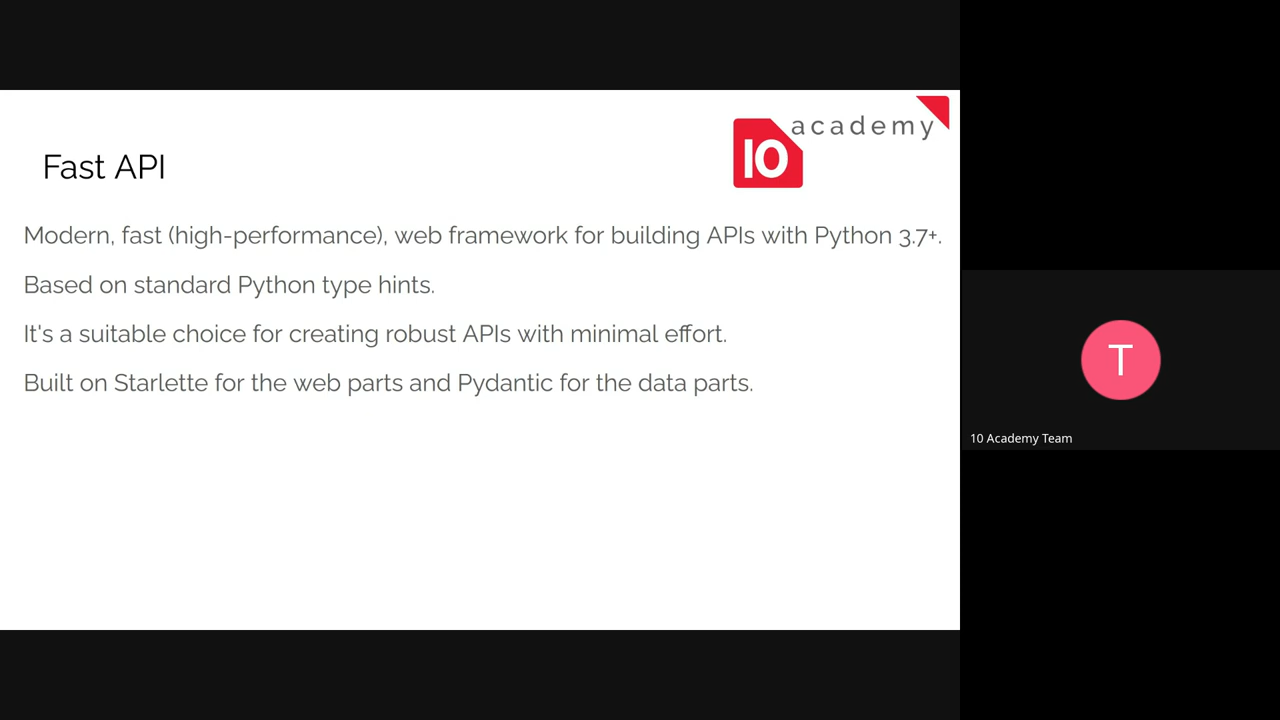 10 academy
Fast API
Modern, fast (high-performance), web framework for building APIs with Python 3.7+.
Based on standard Python type hints.
It's a suitable choice for creating robust APIs with minimal effort.
Built on Starlette for the web parts and Pydantic for the data parts.
T
10 Academy Team